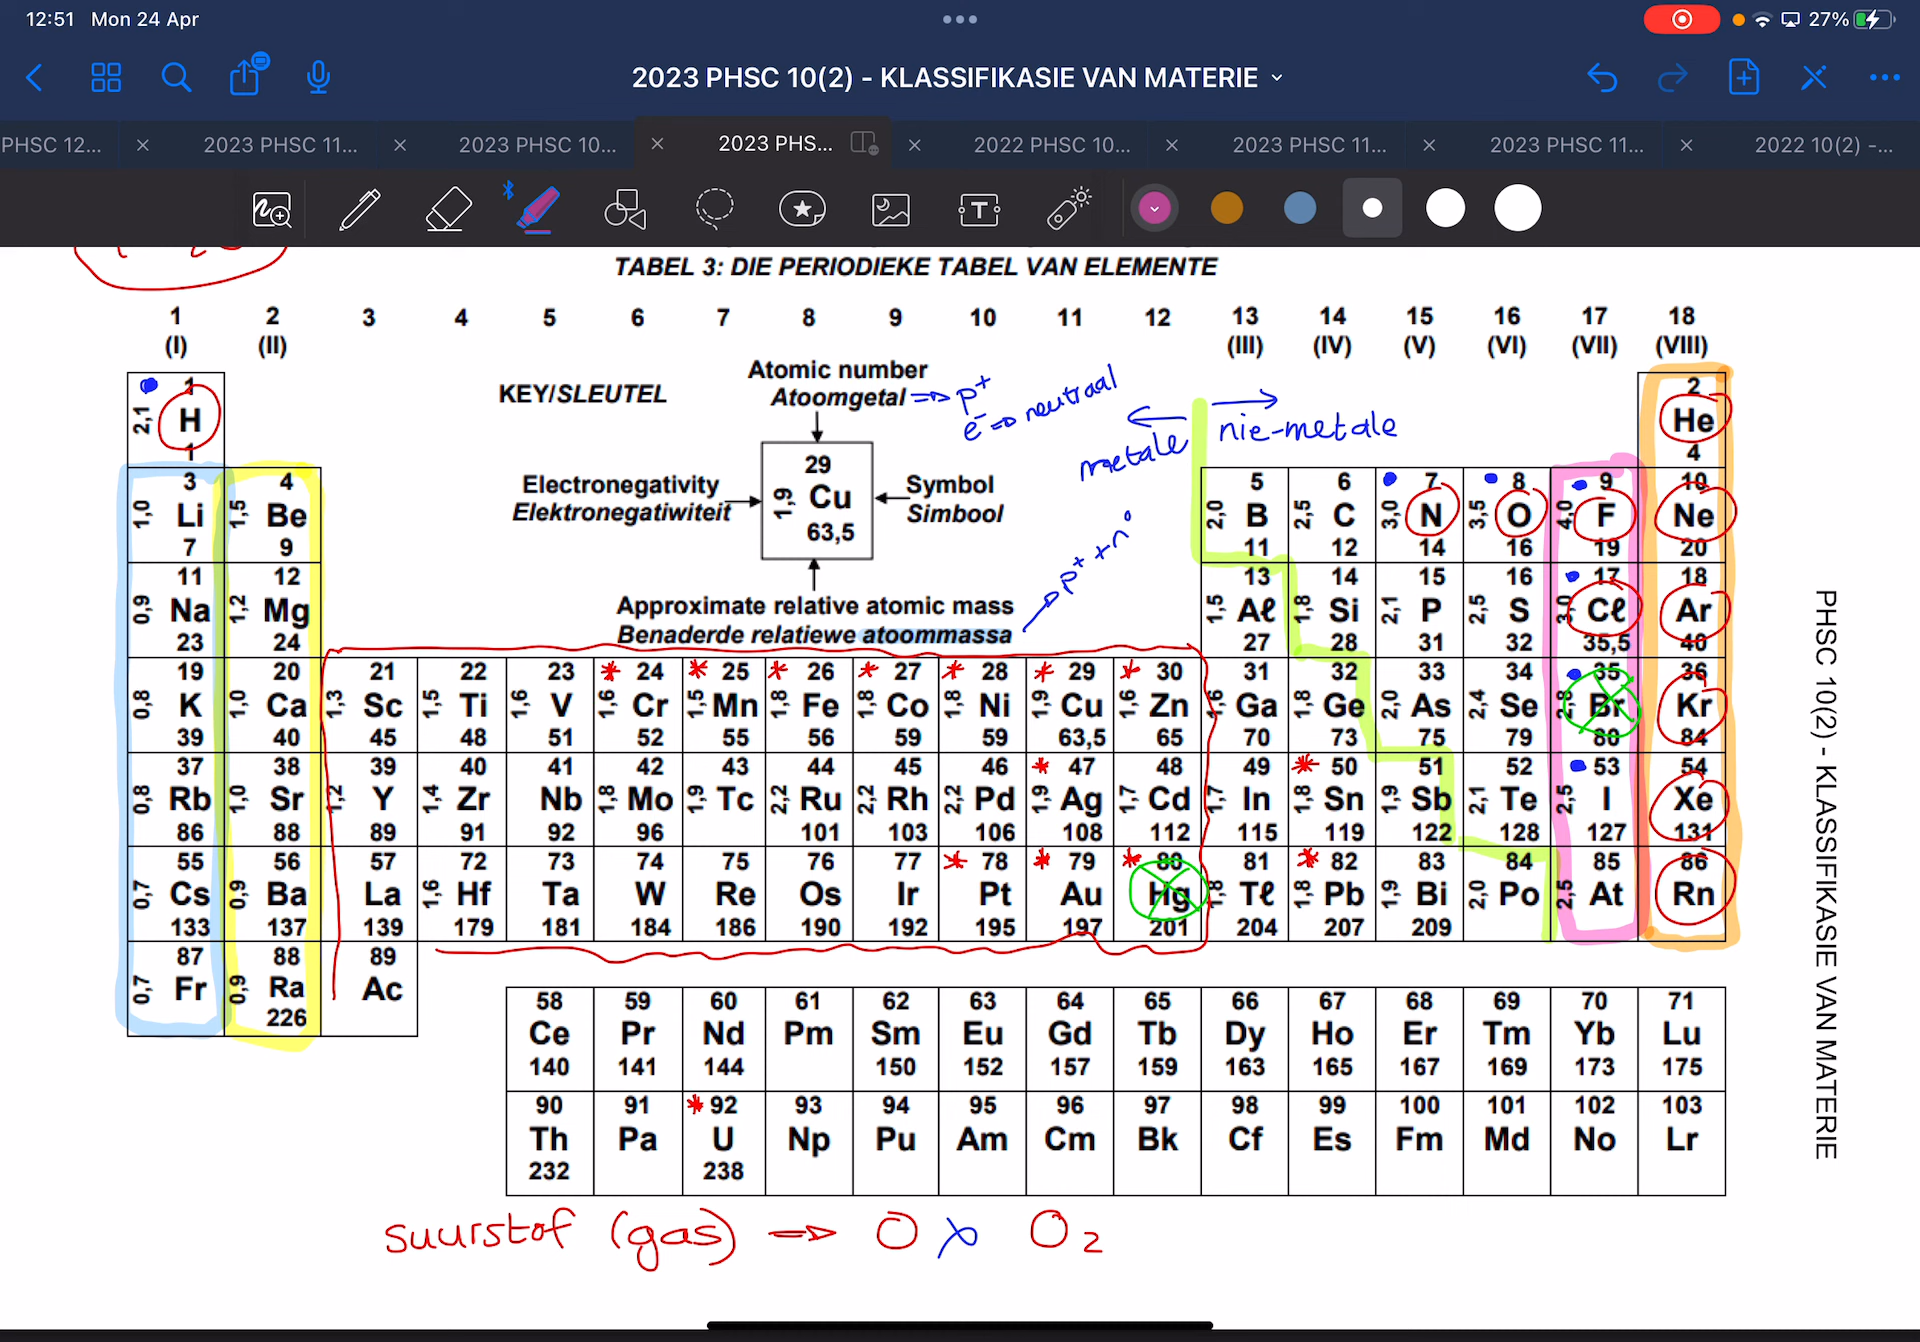 12:51 Mon 24 Apr
27%
2023 PHSC 10(2) - KLASSIFIKASIE VAN MATERIE
PHSC 12... 2023 PHSC 11... 2023 PHSC 10... 2023 PHS... 2022 PHSC 10... 2023 PHSC 11... 2023 PHSC 11... 2022 10(2) -...
TABEL 3: DIE PERIODIEKE TABEL VAN ELEMENTE
1 2 3 4 5 6 7 8 9 10 11 12 13 14 15 16 17 18
(I) (II) (III) (IV) (V) (VI) (VII) (VIII)
KEY/SLEUTEL
Atomic number
Atoomgetal ⇒ p⁺
e⁻ ⇒ neutraal
29
1,9 Cu
63,5
Electronegativity
Elektronegatiwiteit
Symbol
Simbool
Approximate relative atomic mass
Benaderde relatiewe atoommassa
p⁺ + n°
metale
nie-metale
1 2
2,1 H He
1 4
3 4 5 6 7 8 9 10
1,0 Li 1,5 Be 2,0 B 2,5 C 3,0 N 3,5 O 4,0 F Ne
7 9 11 12 14 16 19 20
11 12 13 14 15 16 17 18
0,9 Na 1,2 Mg 1,5 Aℓ 1,8 Si 2,1 P 2,5 S 3,0 Cℓ Ar
23 24 27 28 31 32 35,5 40
19 20 21 22 23 24 25 26 27 28 29 30 31 32 33 34 35 36
0,8 K 1,0 Ca 1,3 Sc 1,5 Ti 1,6 V 1,6 Cr 1,5 Mn 1,8 Fe 1,8 Co 1,8 Ni 1,9 Cu 1,6 Zn 1,6 Ga 1,8 Ge 2,0 As 2,4 Se 2,8 Br Kr
39 40 45 48 51 52 55 56 59 59 63,5 65 70 73 75 79 80 84
37 38 39 40 41 42 43 44 45 46 47 48 49 50 51 52 53 54
0,8 Rb 1,0 Sr 1,2 Y 1,4 Zr Nb 1,8 Mo 1,9 Tc 2,2 Ru 2,2 Rh 2,2 Pd 1,9 Ag 1,7 Cd 1,7 In 1,8 Sn 1,9 Sb 2,1 Te 2,5 I Xe
86 88 89 91 92 96 101 103 106 108 112 115 119 122 128 127 131
55 56 57 72 73 74 75 76 77 78 79 80 81 82 83 84 85 86
0,7 Cs 0,9 Ba La 1,6 Hf Ta W Re Os Ir Pt Au Hg 1,8 Tℓ 1,8 Pb 1,9 Bi 2,0 Po 2,5 At Rn
133 137 139 179 181 184 186 190 192 195 197 201 204 207 209
87 88 89
0,7 Fr 0,9 Ra Ac
226
58 59 60 61 62 63 64 65 66 67 68 69 70 71
Ce Pr Nd Pm Sm Eu Gd Tb Dy Ho Er Tm Yb Lu
140 141 144 150 152 157 159 163 165 167 169 173 175
90 91 92 93 94 95 96 97 98 99 100 101 102 103
Th Pa U Np Pu Am Cm Bk Cf Es Fm Md No Lr
232 238
suurstof (gas) ⇒ O x O₂
PHSC 10(2) - KLASSIFIKASIE VAN MATERIE